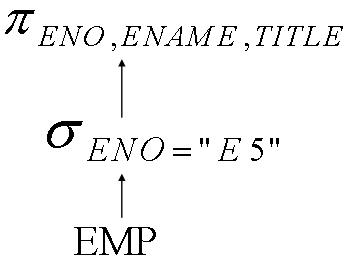 π ENO,ENAME,TITLE
σ ENO="E5"
EMP